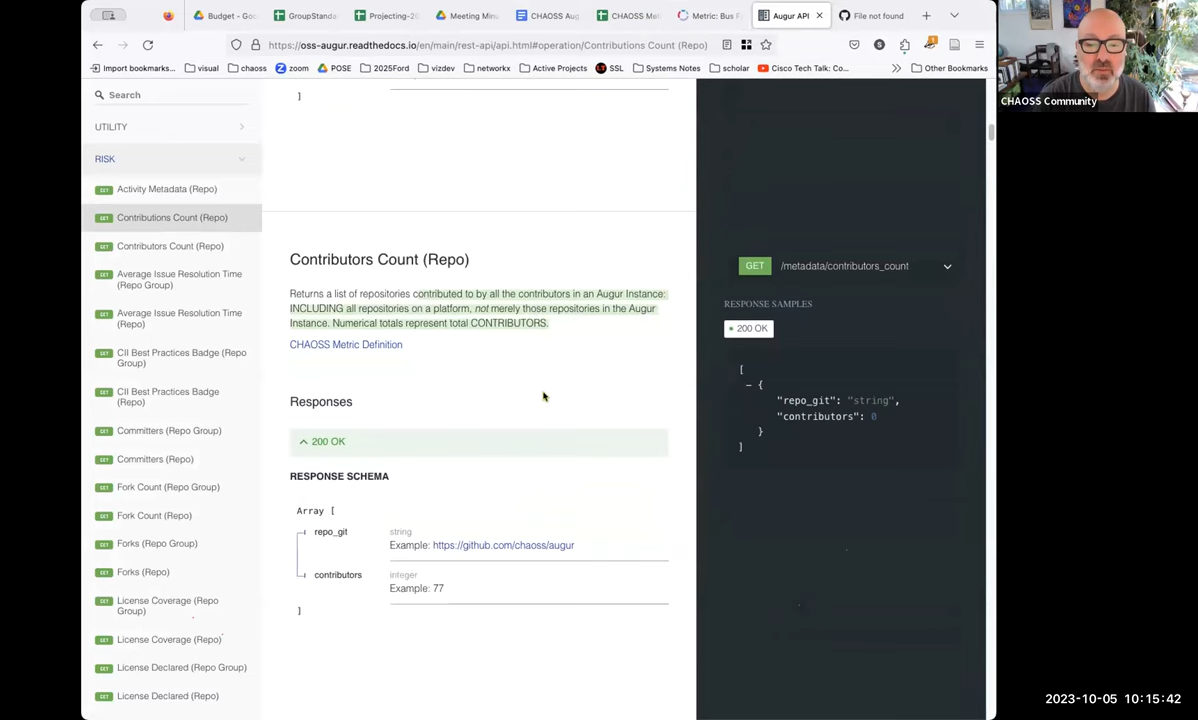 Budget - Goo
GroupStandar
Projecting-20
Meeting Minu
CHAOSS Aug
CHAOSS Met
Metric: Bus F
Augur API
File not found
https://oss-augur.readthedocs.io/en/main/rest-api/api.html#operation/Contributions Count (Repo)
Import bookmarks...
visual
chaoss
zoom
POSE
2025Ford
vizdev
networkx
Active Projects
SSL
Systems Notes
scholar
Cisco Tech Talk: Co...
Other Bookmarks
CHAOSS Community
Search
UTILITY
RISK
GET Activity Metadata (Repo)
GET Contributions Count (Repo)
GET Contributors Count (Repo)
GET Average Issue Resolution Time
(Repo Group)
GET Average Issue Resolution Time
(Repo)
GET CII Best Practices Badge (Repo
Group)
GET CII Best Practices Badge
(Repo)
GET Committers (Repo Group)
GET Committers (Repo)
GET Fork Count (Repo Group)
GET Fork Count (Repo)
GET Forks (Repo Group)
GET Forks (Repo)
GET License Coverage (Repo
Group)
GET License Coverage (Repo)
GET License Declared (Repo Group)
GET License Declared (Repo)
]
Contributors Count (Repo)
Returns a list of repositories contributed to by all the contributors in an Augur Instance:
INCLUDING all repositories on a platform, not merely those repositories in the Augur
Instance. Numerical totals represent total CONTRIBUTORS.
CHAOSS Metric Definition
Responses
200 OK
RESPONSE SCHEMA
Array [
repo_git
string
Example: https://github.com/chaoss/augur
contributors
integer
Example: 77
]
GET /metadata/contributors_count
RESPONSE SAMPLES
200 OK
[
− {
"repo_git": "string",
"contributors": 0
}
]
2023-10-05 10:15:42